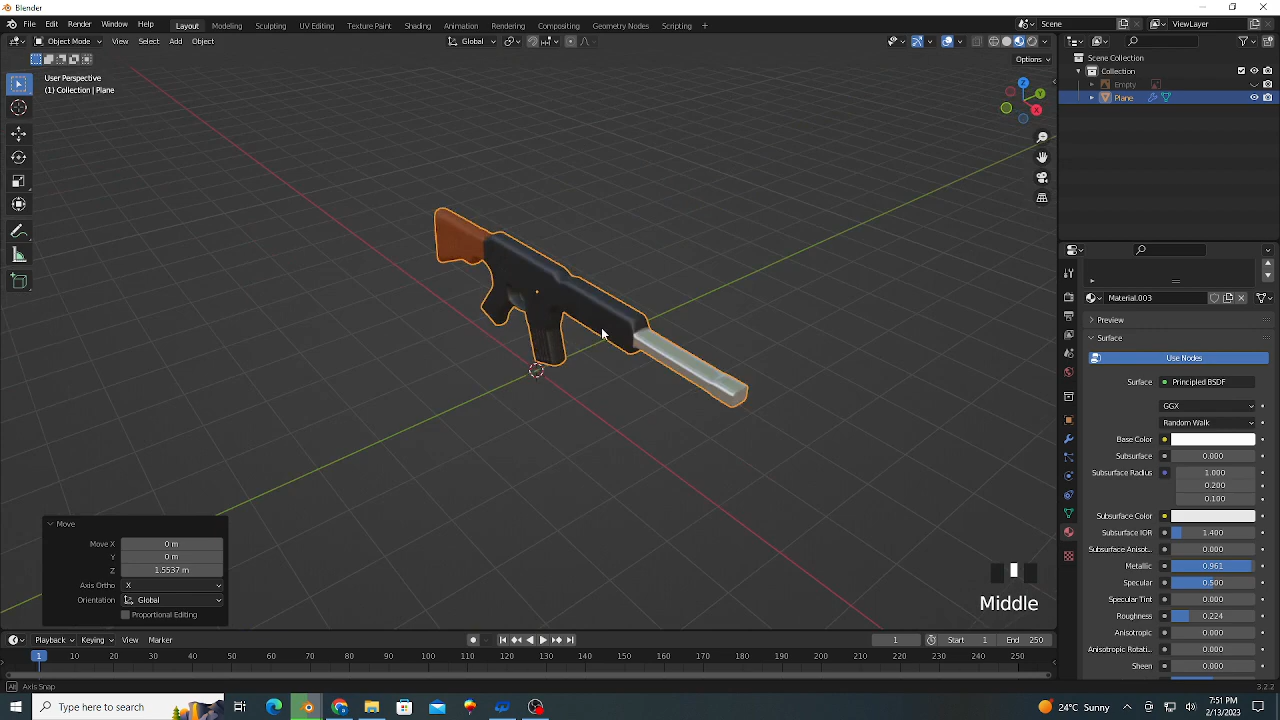 Blender
File Edit Render Window Help Layout Modeling Sculpting UV Editing Texture Paint Shading Animation Rendering Compositing Geometry Nodes Scripting + Scene ViewLayer
Object Mode View Select Add Object Global
Options
User Perspective
(1) Collection | Plane
Z
Y
X
Scene Collection
Collection
Empty
Plane
Material.003
Preview
Surface
Use Nodes
Surface Principled BSDF
GGX
Random Walk
Base Color
Subsurface 0.000
Subsurface Radius 1.000
0.200
0.100
Subsurface Color
Subsurface IOR 1.400
Subsurface Anisot... 0.000
Metallic 0.961
Specular 0.500
Specular Tint 0.000
Roughness 0.224
Anisotropic 0.000
Anisotropic Rotati... 0.000
Sheen 0.000
Move
Move X 0 m
Y 0 m
Z 1.5537 m
Axis Ortho X
Orientation Global
Proportional Editing
Middle
Playback Keying View Marker 1 Start 1 End 250
1 10 20 30 40 50 60 70 80 90 100 110 120 130 140 150 160 170 180 190 200 210 220 230 240 250
Axis Snap 3.2.2
Type here to search 24°C Sunny 7:51 PM
2/13/2023